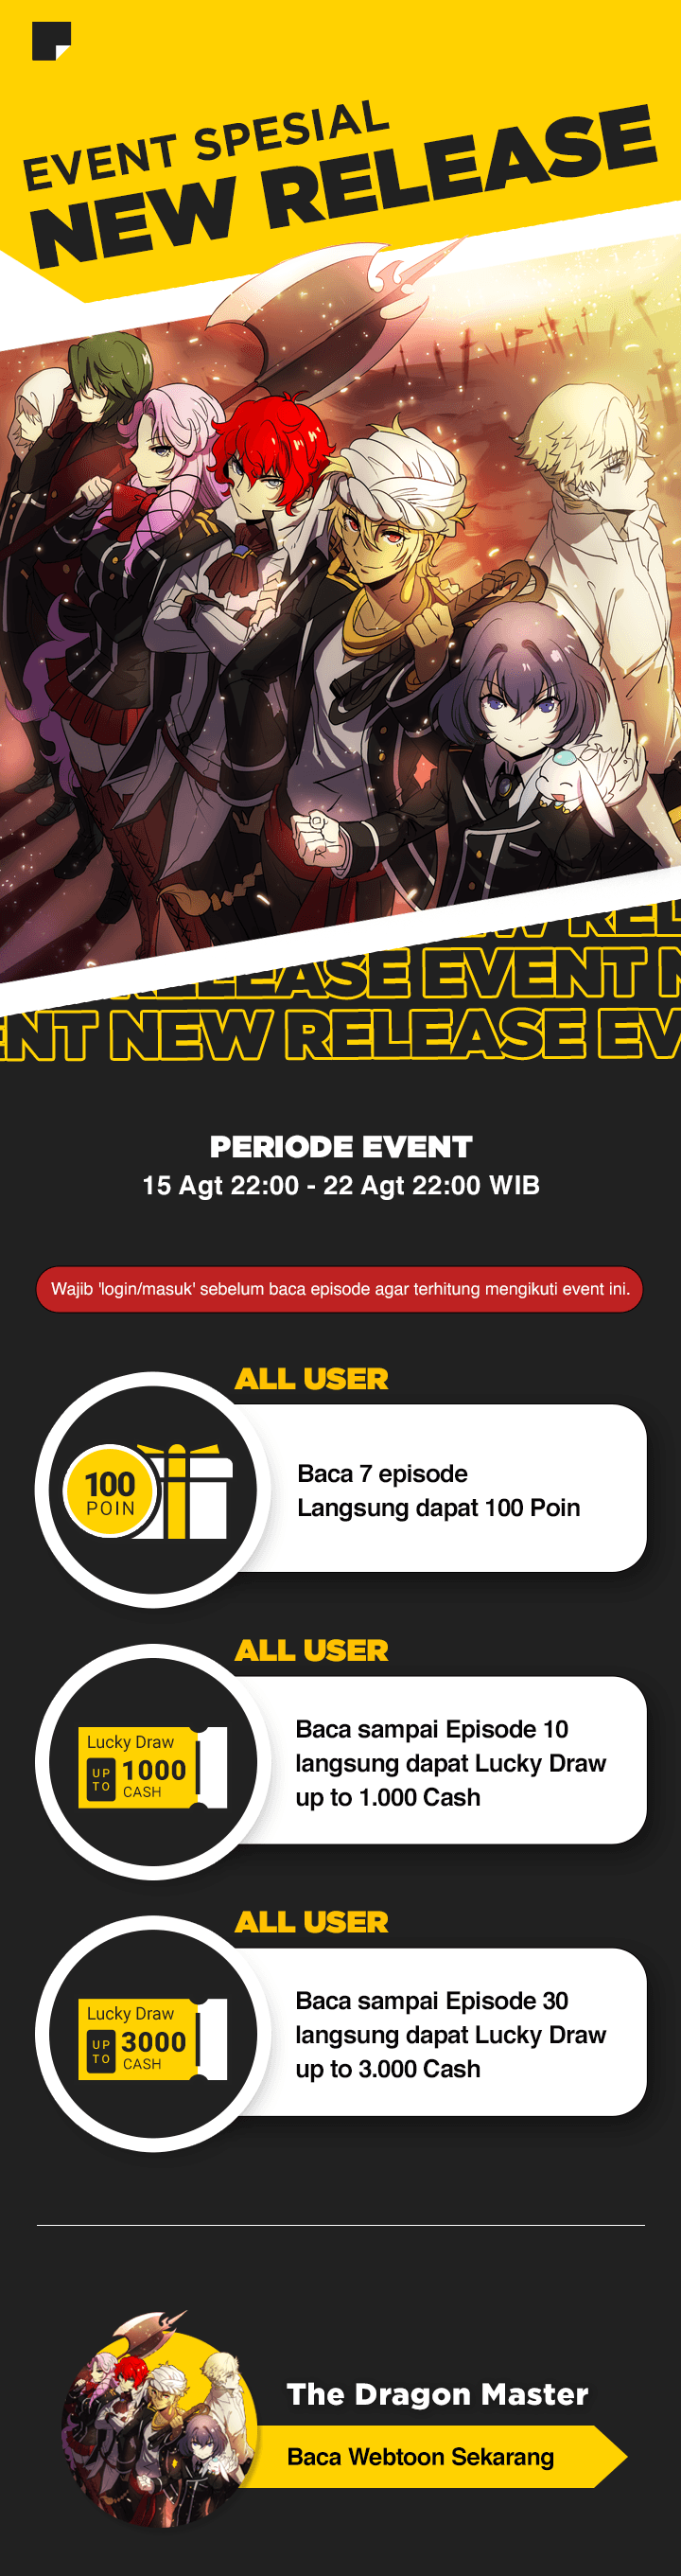 EVENT SPESIAL
NEW RELEASE
EW REL
RELEASE EVENT N
ENT NEW RELEASE EV
PERIODE EVENT
15 Agt 22:00 - 22 Agt 22:00 WIB
Wajib 'login/masuk' sebelum baca episode agar terhitung mengikuti event ini.
ALL USER
100
POIN
Baca 7 episode
Langsung dapat 100 Poin
ALL USER
Lucky Draw
UP TO 1000
CASH
Baca sampai Episode 10
langsung dapat Lucky Draw
up to 1.000 Cash
ALL USER
Lucky Draw
UP TO 3000
CASH
Baca sampai Episode 30
langsung dapat Lucky Draw
up to 3.000 Cash
The Dragon Master
Baca Webtoon Sekarang